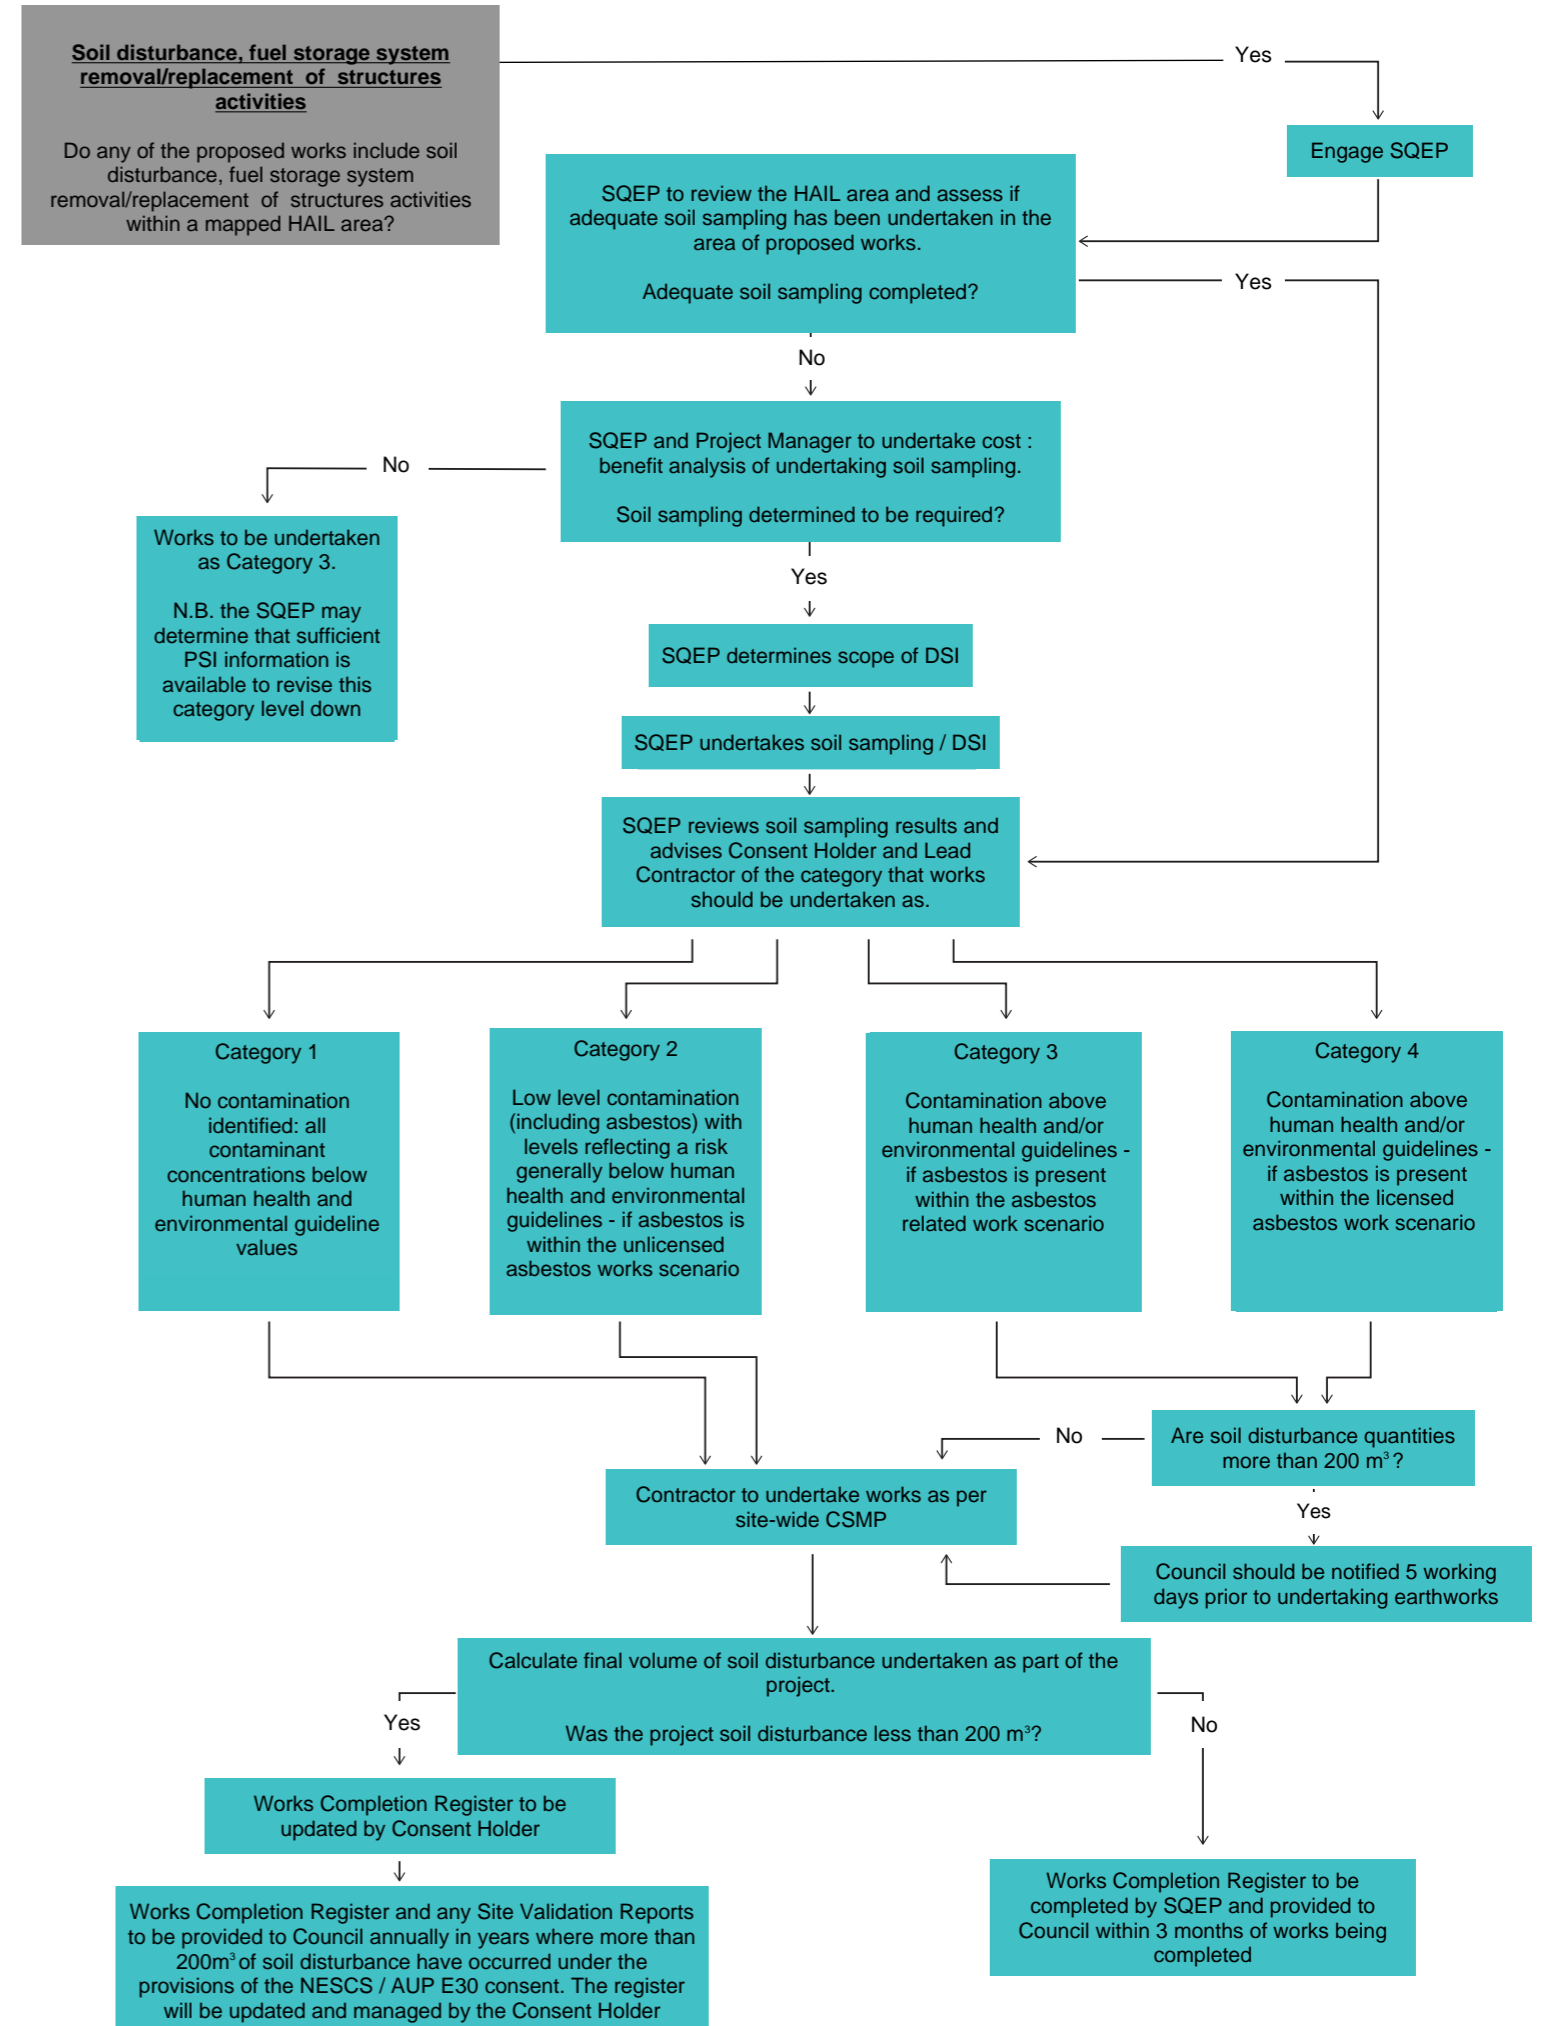 Soil disturbance, fuel storage system
removal/replacement of structures
activities
Do any of the proposed works include soil
disturbance, fuel storage system
removal/replacement of structures activities
within a mapped HAIL area?
Yes
Engage SQEP
SQEP to review the HAIL area and assess if
adequate soil sampling has been undertaken in the
area of proposed works.
Adequate soil sampling completed?
Yes
No
SQEP and Project Manager to undertake cost :
benefit analysis of undertaking soil sampling.
Soil sampling determined to be required?
No
Works to be undertaken
as Category 3.
N.B. the SQEP may
determine that sufficient
PSI information is
available to revise this
category level down
Yes
SQEP determines scope of DSI
SQEP undertakes soil sampling / DSI
SQEP reviews soil sampling results and
advises Consent Holder and Lead
Contractor of the category that works
should be undertaken as.
Category 1
No contamination
identified: all
contaminant
concentrations below
human health and
environmental guideline
values
Category 2
Low level contamination
(including asbestos) with
levels reflecting a risk
generally below human
health and environmental
guidelines - if asbestos is
within the unlicensed
asbestos works scenario
Category 3
Contamination above
human health and/or
environmental guidelines -
if asbestos is present
within the asbestos
related work scenario
Category 4
Contamination above
human health and/or
environmental guidelines -
if asbestos is present
within the licensed
asbestos work scenario
Are soil disturbance quantities
more than 200 m³?
No
Yes
Contractor to undertake works as per
site-wide CSMP
Council should be notified 5 working
days prior to undertaking earthworks
Calculate final volume of soil disturbance undertaken as part of the
project.
Was the project soil disturbance less than 200 m³?
Yes
No
Works Completion Register to be
updated by Consent Holder
Works Completion Register and any Site Validation Reports
to be provided to Council annually in years where more than
200m³ of soil disturbance have occurred under the
provisions of the NESCS / AUP E30 consent. The register
will be updated and managed by the Consent Holder
Works Completion Register to be
completed by SQEP and provided to
Council within 3 months of works being
completed